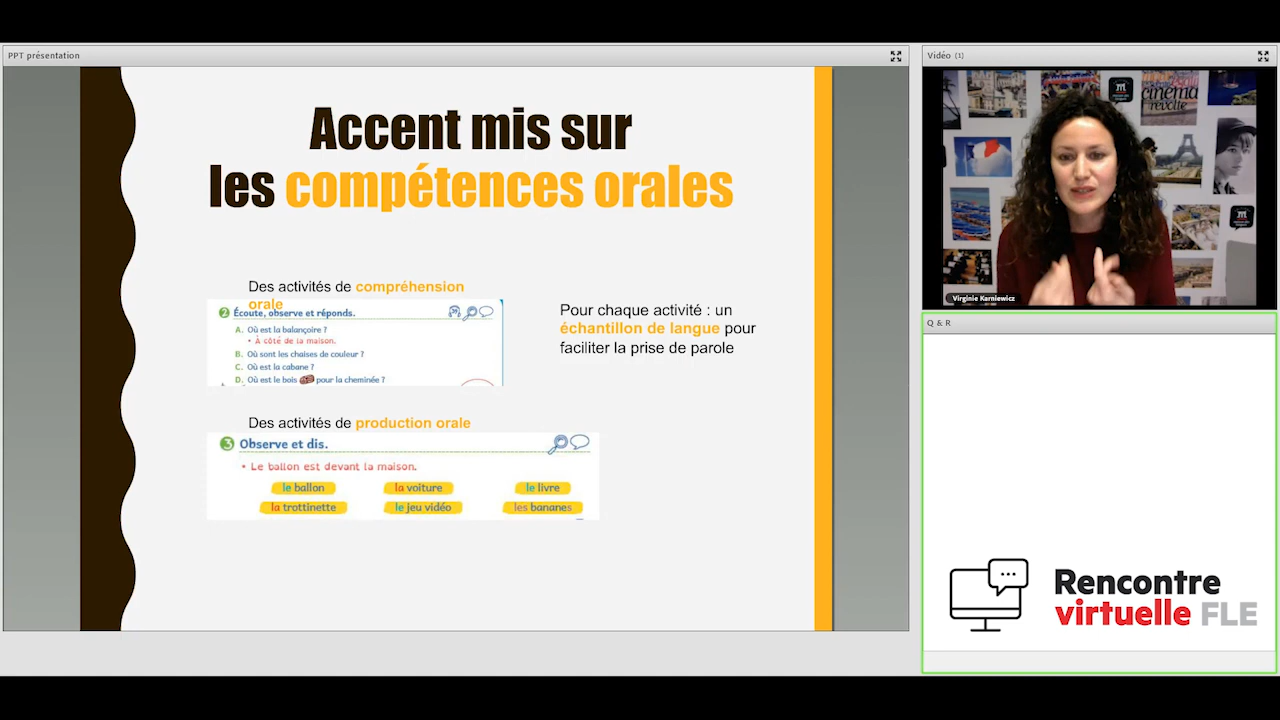 PPT présentation
Accent mis sur
les compétences orales
Des activités de compréhension
orale
2 Écoute, observe et réponds.
A. Où est la balançoire ?
• À côté de la maison.
B. Où sont les chaises de couleur ?
C. Où est la cabane ?
D. Où est le bois pour la cheminée ?
Pour chaque activité : un
échantillon de langue pour
faciliter la prise de parole
Des activités de production orale
3 Observe et dis.
• Le ballon est devant la maison.
le ballon la voiture le livre
la trottinette le jeu vidéo les bananes
Vidéo (1)
cinéma
révolte
Virginie Karniewicz
Q & R
Rencontre
virtuelle FLE